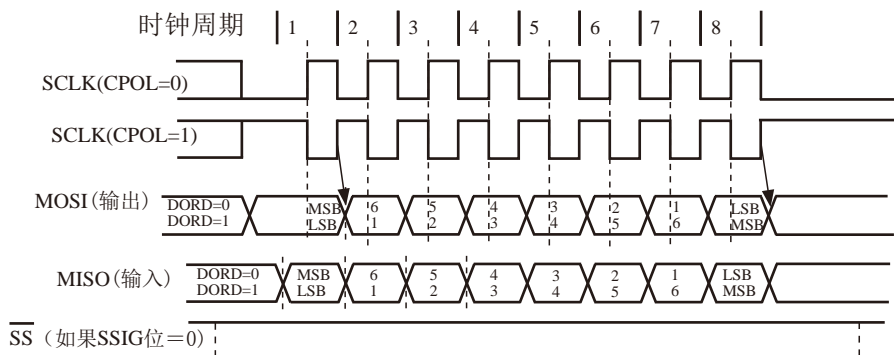 时钟周期 1 2 3 4 5 6 7 8
SCLK(CPOL=0)
SCLK(CPOL=1)
MOSI(输出) DORD=0 MSB 6 5 4 3 2 1 LSB
DORD=1 LSB 1 2 3 4 5 6 MSB
MISO(输入) DORD=0 MSB 6 5 4 3 2 1 LSB
DORD=1 LSB 1 2 3 4 5 6 MSB
SS（如果SSIG位＝0）